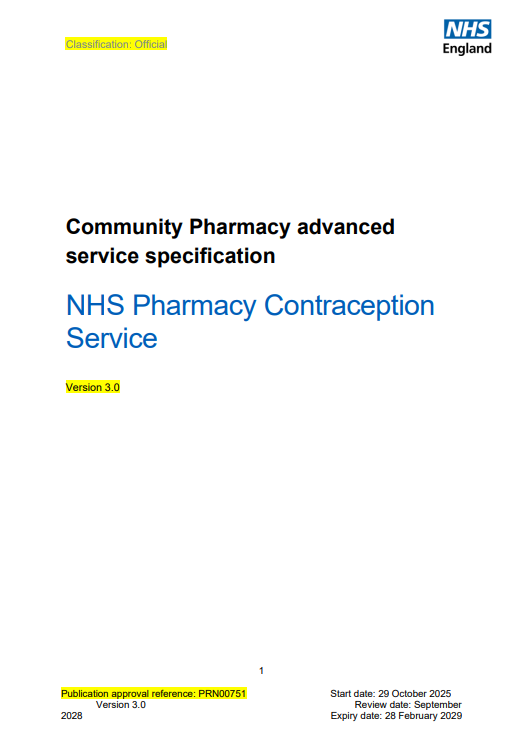 Classification: Official
NHS
England
Community Pharmacy advanced
service specification
NHS Pharmacy Contraception
Service
Version 3.0
1
Publication approval reference: PRN00751 Start date: 29 October 2025
Version 3.0 Review date: September
2028 Expiry date: 28 February 2029